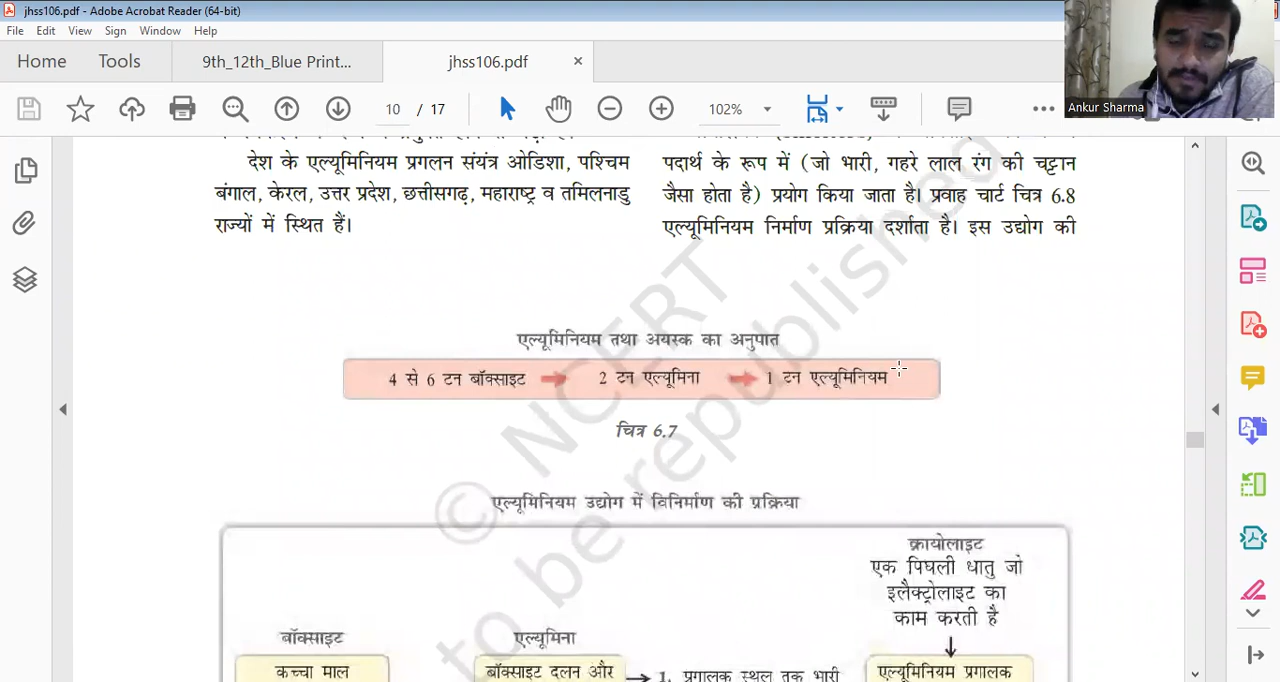 jhss106.pdf - Adobe Acrobat Reader (64-bit)
File Edit View Sign Window Help
Home Tools 9th_12th_Blue Print... jhss106.pdf ×
10 / 17 102%
Ankur Sharma
देश के एल्यूमिनियम प्रगलन संयंत्र ओडिशा, पश्चिम
बंगाल, केरल, उत्तर प्रदेश, छत्तीसगढ़, महाराष्ट्र व तमिलनाडु
राज्यों में स्थित हैं।
पदार्थ के रूप में (जो भारी, गहरे लाल रंग की चट्टान
जैसा होता है) प्रयोग किया जाता है। प्रवाह चार्ट चित्र 6.8
एल्यूमिनियम निर्माण प्रक्रिया दर्शाता है। इस उद्योग की
एल्यूमिनियम तथा अयस्क का अनुपात
4 से 6 टन बॉक्साइट 2 टन एल्यूमिना 1 टन एल्यूमिनियम
चित्र 6.7
एल्यूमिनियम उद्योग में विनिर्माण की प्रक्रिया
क्रायोलाइट
एक पिघली धातु जो
इलैक्ट्रोलाइट का
काम करती है
बॉक्साइट एल्यूमिना
कच्चा माल बॉक्साइट दलन और 1. प्रगालक स्थल तक भारी एल्यूमिनियम प्रगालक
© NCERT
to be republished